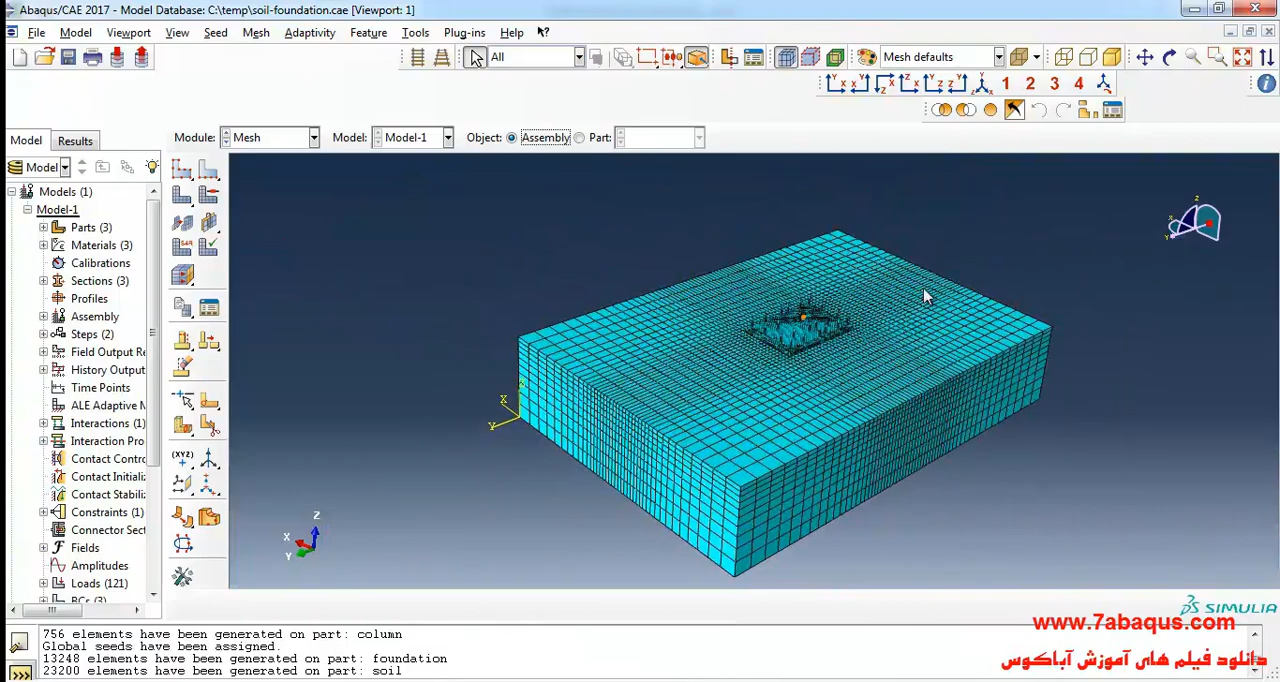 Abaqus/CAE 2017 - Model Database: C:\temp\soil-foundation.cae [Viewport: 1]
File Model Viewport View Seed Mesh Adaptivity Feature Tools Plug-ins Help
All
Mesh defaults
1 2 3 4
Model Results
Module: Mesh Model: Model-1 Object: Assembly Part:
Model
Models (1)
Model-1
Parts (3)
Materials (3)
Calibrations
Sections (3)
Profiles
Assembly
Steps (2)
Field Output Re
History Output
Time Points
ALE Adaptive M
Interactions (1)
Interaction Pro
Contact Contro
Contact Initializ
Contact Stabiliz
Constraints (1)
Connector Sect
Fields
Amplitudes
Loads (121)
BCs (3)
X
Y
Z
X
Y
Z
X
Y
SIMULIA
www.7abaqus.com
دانلود فیلم های آموزش آباکوس
756 elements have been generated on part: column
Global seeds have been assigned.
13248 elements have been generated on part: foundation
23200 elements have been generated on part: soil